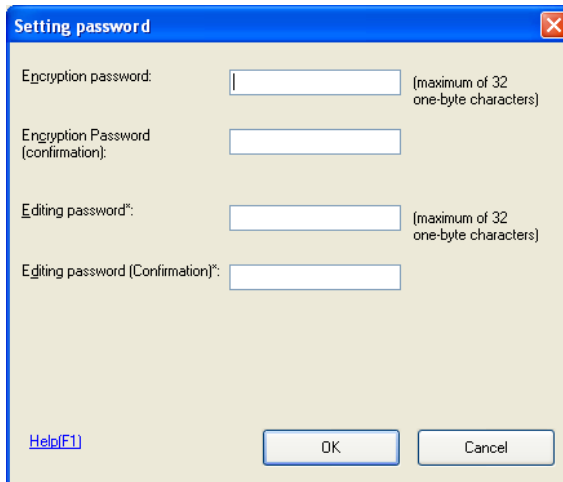 Setting password
Encryption password:
(maximum of 32
one-byte characters)
Encryption Password
(confirmation):
Editing password*:
(maximum of 32
one-byte characters)
Editing password (Confirmation)*:
Help(F1)
OK
Cancel